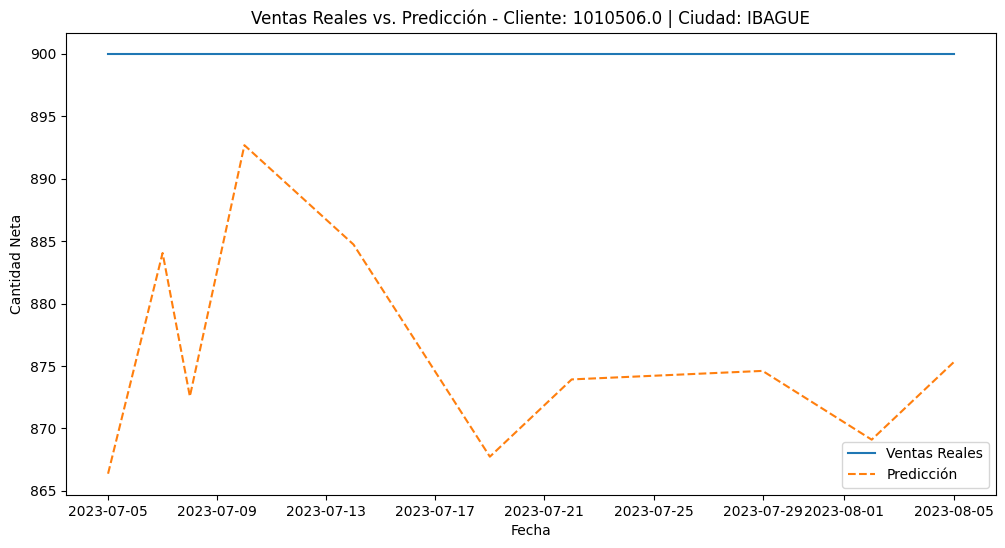 Ventas Reales vs. Predicción - Cliente: 1010506.0 | Ciudad: IBAGUE
Cantidad Neta
900
895
890
885
880
875
870
865
Ventas Reales
Predicción
2023-07-05 2023-07-09 2023-07-13 2023-07-17 2023-07-21 2023-07-25 2023-07-29 2023-08-01 2023-08-05
Fecha